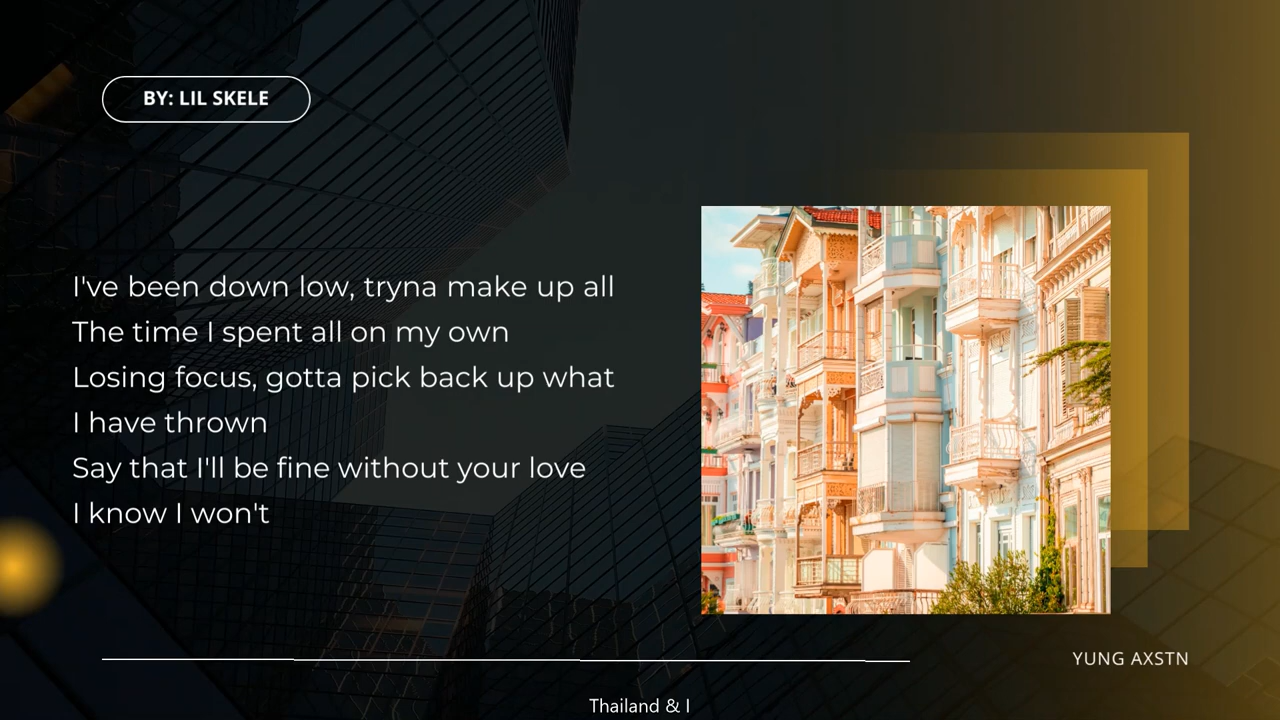 BY: LIL SKELE
I've been down low, tryna make up all
The time I spent all on my own
Losing focus, gotta pick back up what
I have thrown
Say that I'll be fine without your love
I know I won't
YUNG AXSTN
Thailand & I